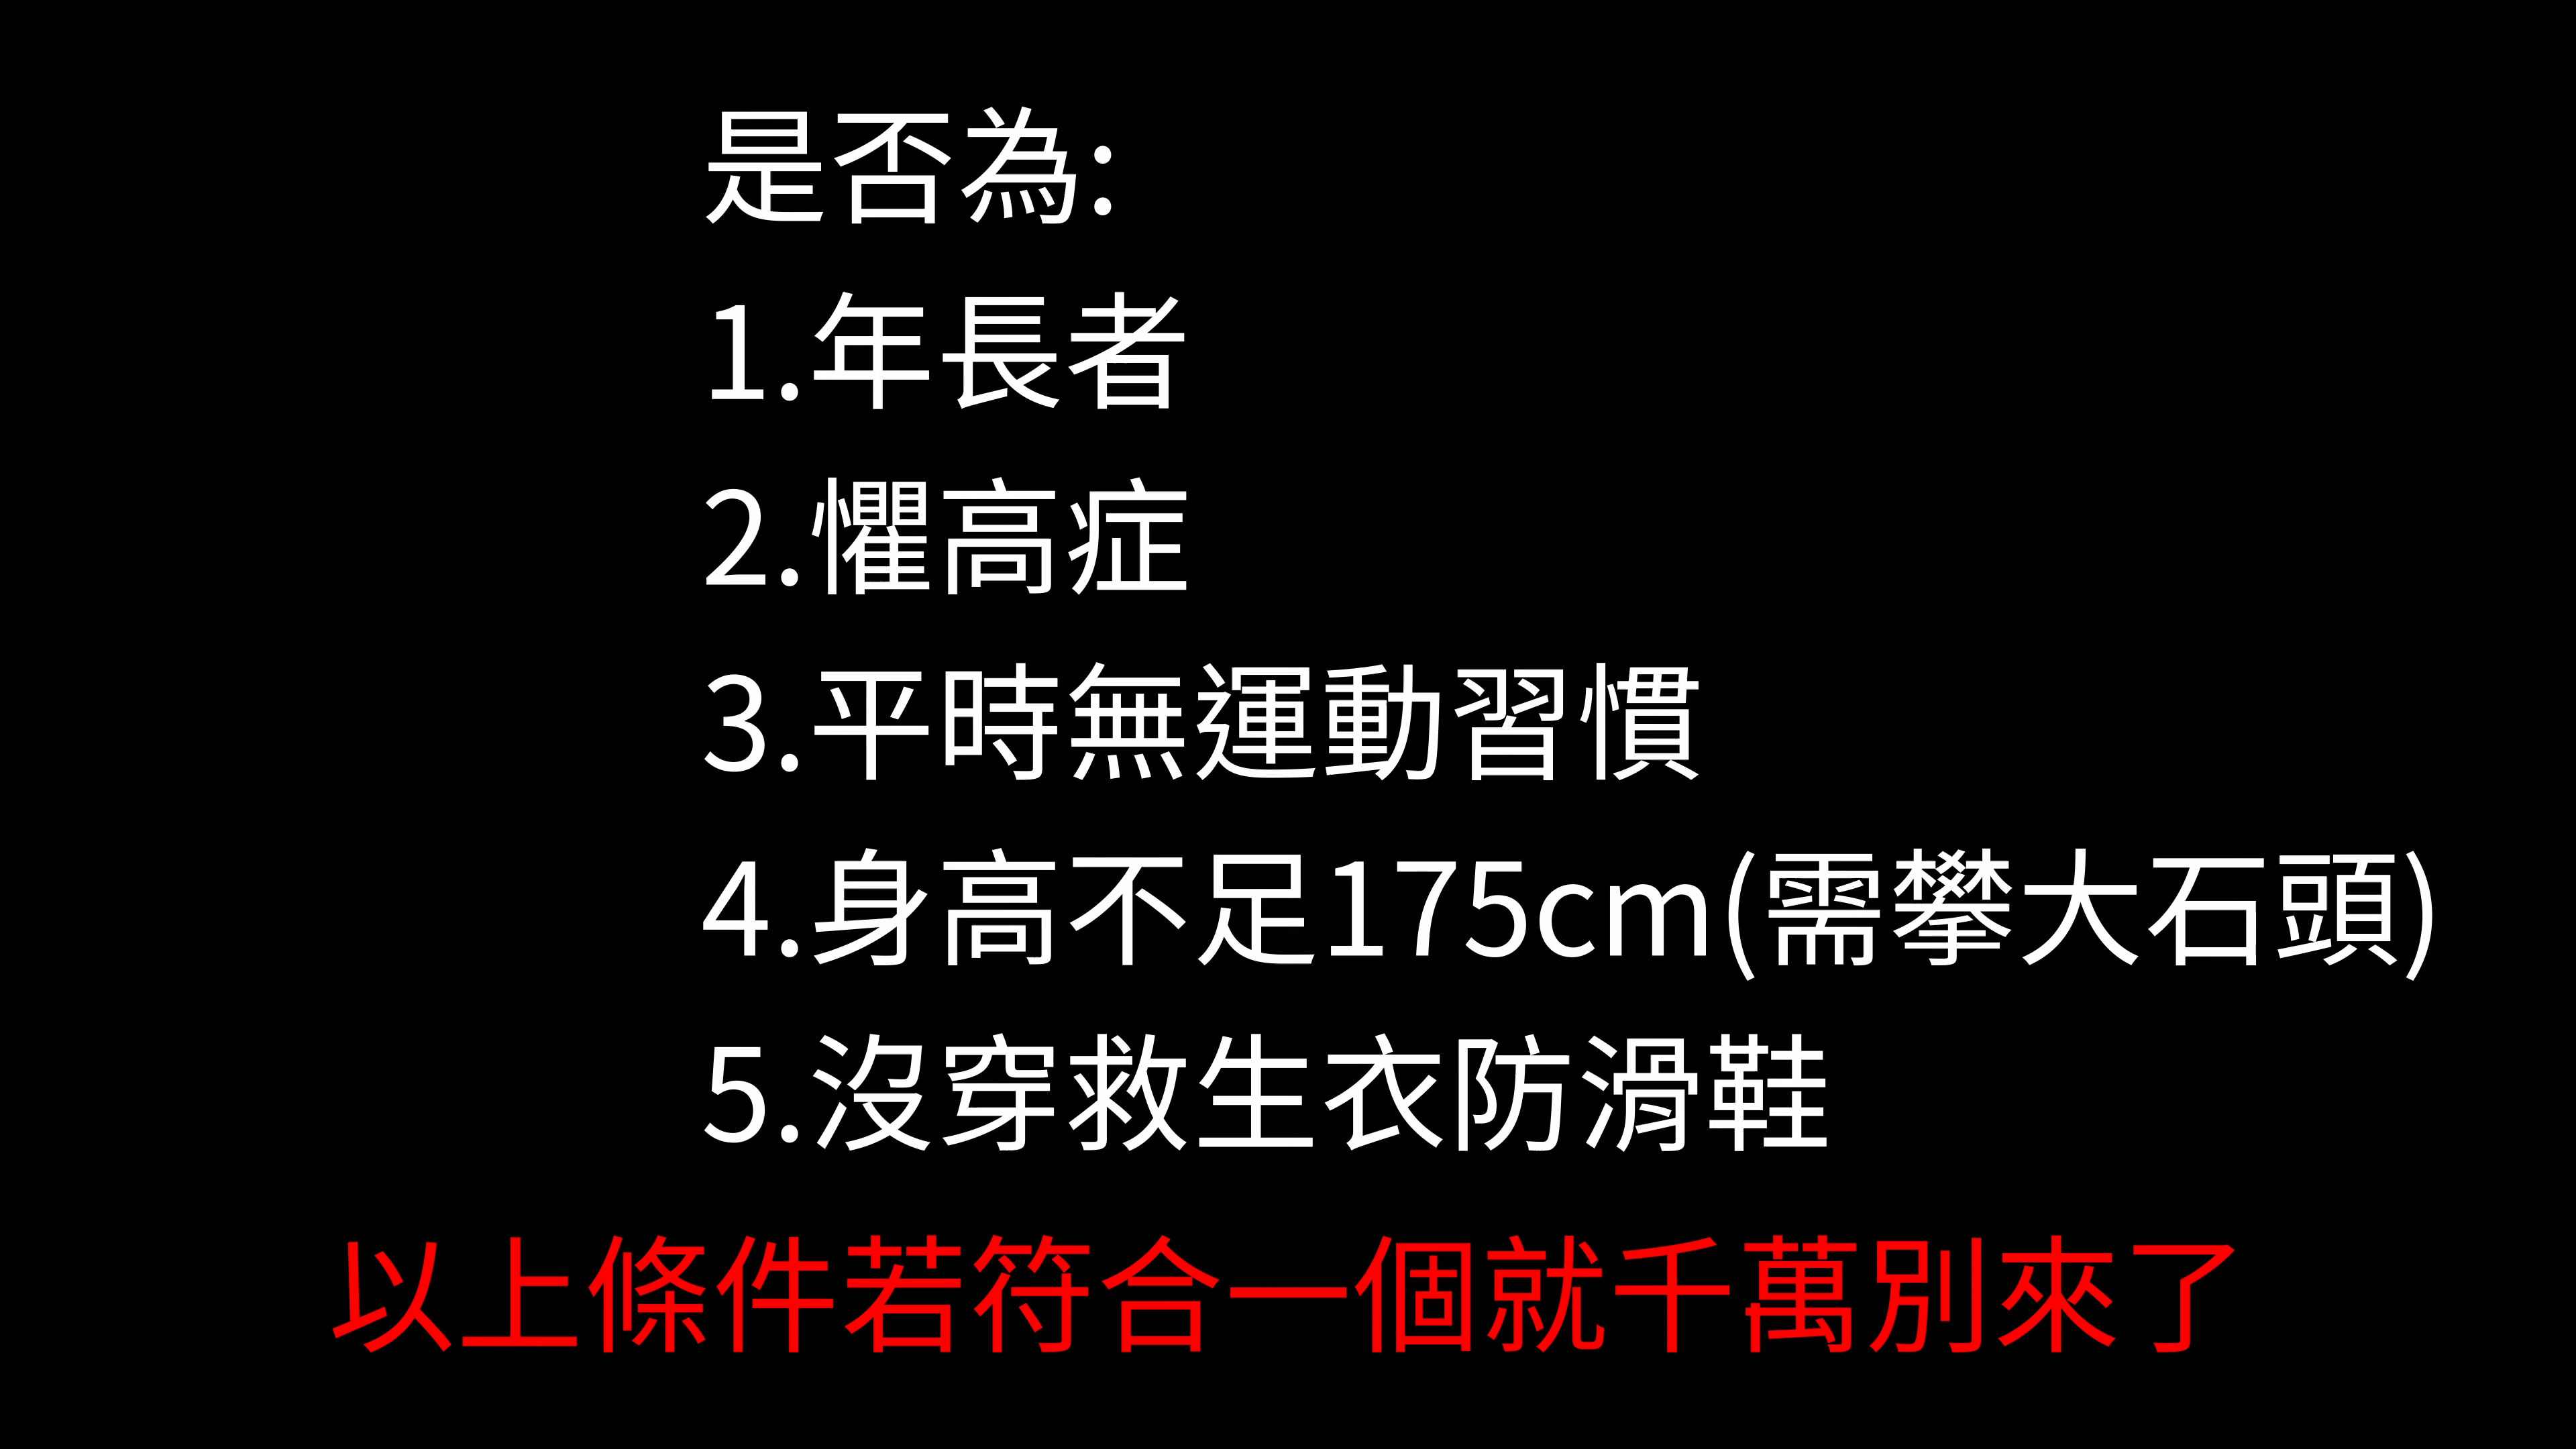 是否為:
1.年長者
2.懼高症
3.平時無運動習慣
4.身高不足175cm(需攀大石頭)
5.沒穿救生衣防滑鞋
以上條件若符合一個就千萬別來了